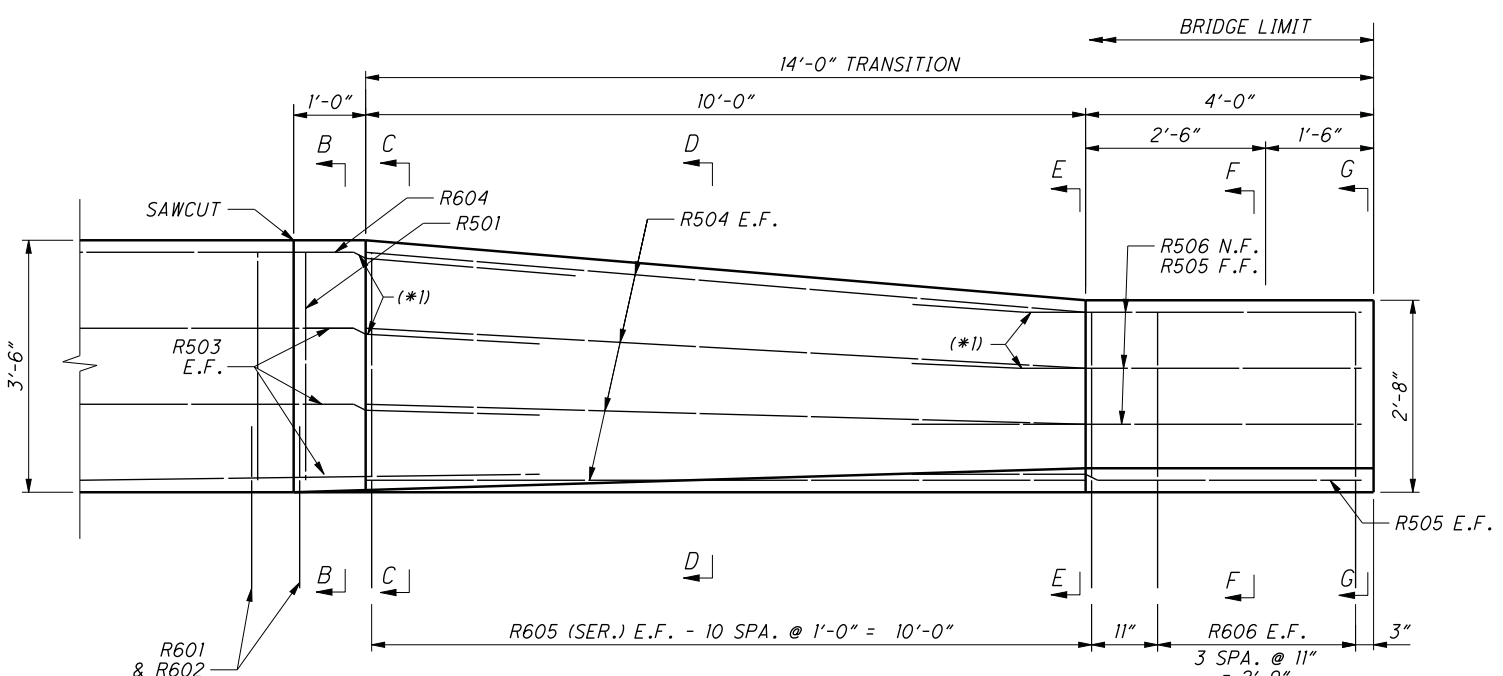 BRIDGE LIMIT
14'-0" TRANSITION
1'-0"
10'-0"
4'-0"
2'-6"
1'-6"
B
C
D
E
F
G
SAWCUT
R604
R501
R504 E.F.
R506 N.F.
R505 F.F.
(*1)
(*1)
R503
E.F.
3'-6"
2'-8"
R505 E.F.
B
C
D
E
F
G
R605 (SER.) E.F. - 10 SPA. @ 1'-0" = 10'-0"
11"
R606 E.F.
3"
3 SPA. @ 11"
R601
& R602